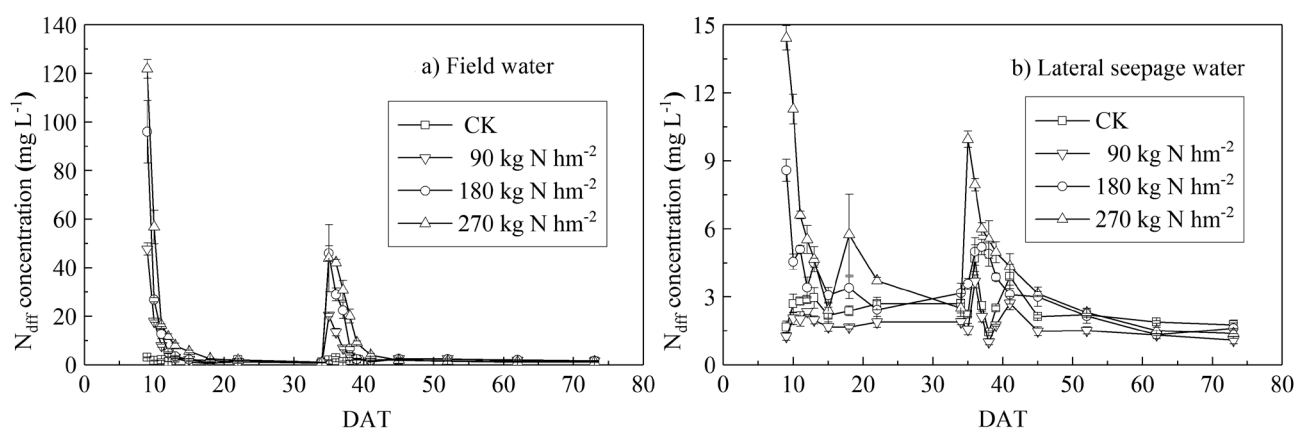 140
120
100
80
60
40
20
0
N_dff concentration (mg L⁻¹)
a) Field water
CK
90 kg N hm⁻²
180 kg N hm⁻²
270 kg N hm⁻²
0 10 20 30 40 50 60 70 80
DAT
15
12
9
6
3
0
N_dff concentration (mg L⁻¹)
b) Lateral seepage water
CK
90 kg N hm⁻²
180 kg N hm⁻²
270 kg N hm⁻²
0 10 20 30 40 50 60 70 80
DAT